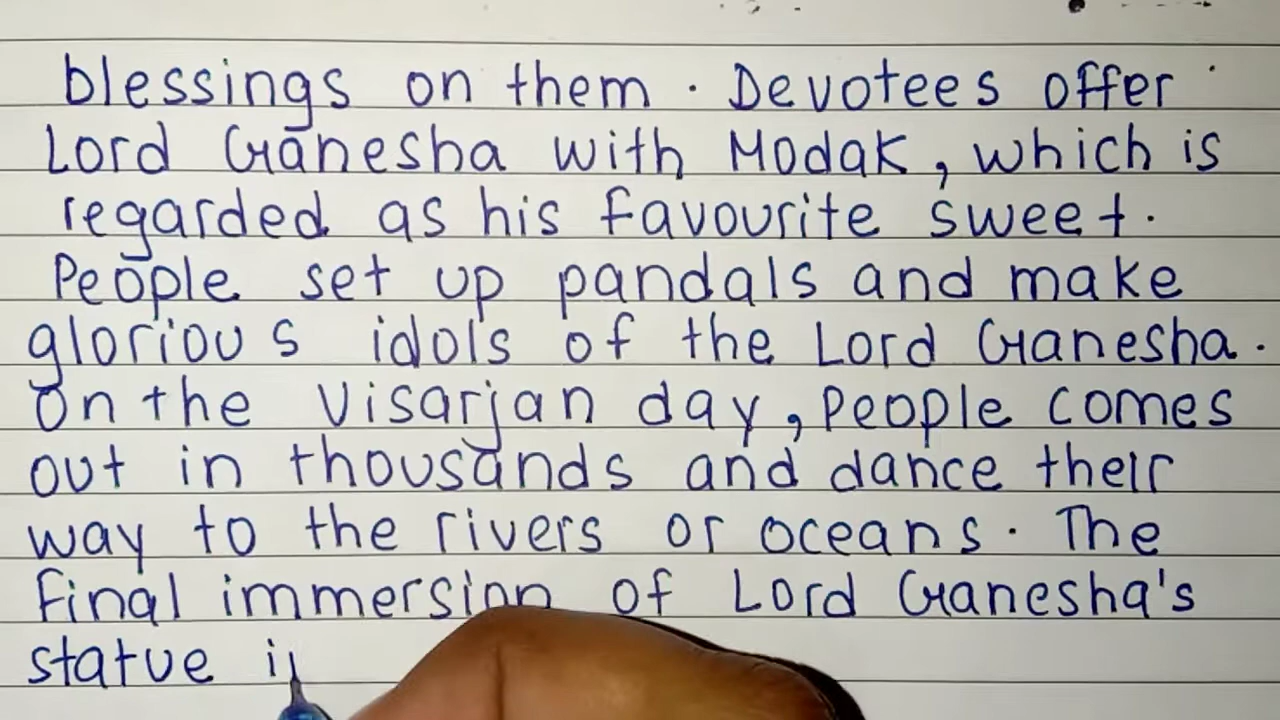 blessings on them. Devotees offer
Lord Ganesha with Modak, which is
regarded as his favourite sweet.
People set up pandals and make
glorious idols of the Lord Ganesha.
On the Visarjan day, people comes
out in thousands and dance their
way to the rivers or oceans. The
final immersion of Lord Ganesha's
statue